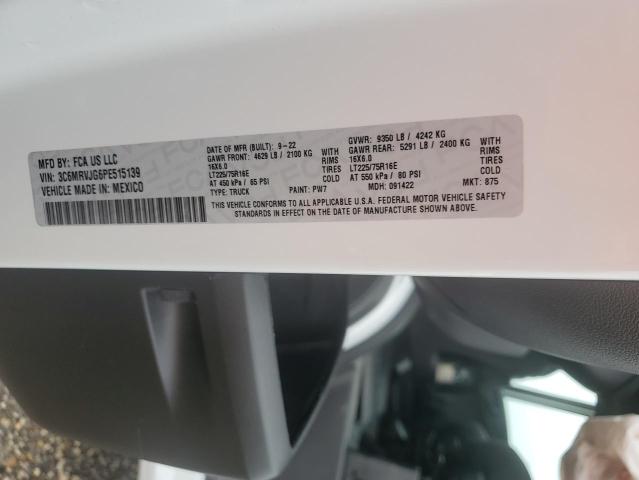 MFD BY: FCA US LLC
VIN: 3C6MRVJG6PE515139
VEHICLE MADE IN: MEXICO
DATE OF MFR (BUILT): 9-22
GAWR FRONT: 4629 LB / 2100 KG WITH
16X6.0 RIMS
LT225/75R16E TIRES
AT 450 kPa / 65 PSI COLD
TYPE: TRUCK PAINT: PW7
GVWR: 9350 LB / 4242 KG
GAWR REAR: 5291 LB / 2400 KG WITH
16X6.0 RIMS
LT225/75R16E TIRES
AT 550 kPa / 80 PSI COLD
MDH: 091422 MKT: 875
THIS VEHICLE CONFORMS TO ALL APPLICABLE U.S.A. FEDERAL MOTOR VEHICLE SAFETY
STANDARDS IN EFFECT ON THE DATE OF MANUFACTURE SHOWN ABOVE.